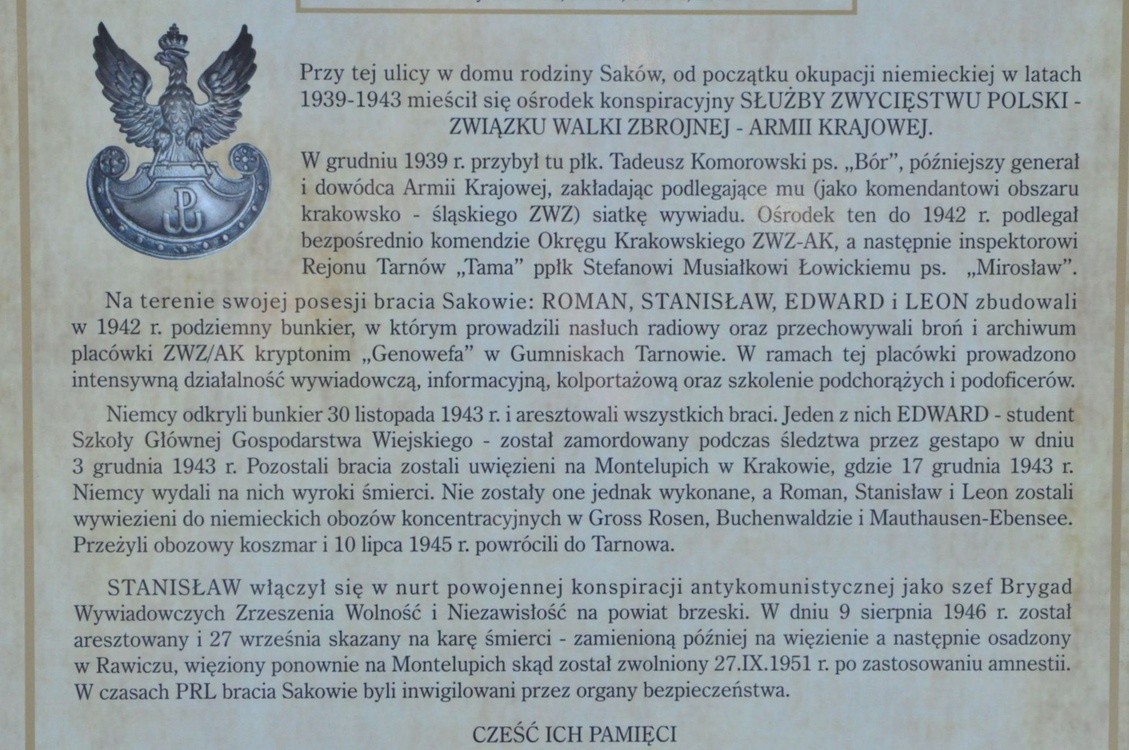 Przy tej ulicy w domu rodziny Saków, od początku okupacji niemieckiej w latach
1939-1943 mieścił się ośrodek konspiracyjny SŁUŻBY ZWYCIĘSTWU POLSKI -
ZWIĄZKU WALKI ZBROJNEJ - ARMII KRAJOWEJ.
W grudniu 1939 r. przybył tu płk. Tadeusz Komorowski ps. „Bór”, późniejszy generał
i dowódca Armii Krajowej, zakładając podlegające mu (jako komendantowi obszaru
krakowsko - śląskiego ZWZ) siatkę wywiadu. Ośrodek ten do 1942 r. podlegał
bezpośrednio komendzie Okręgu Krakowskiego ZWZ-AK, a następnie inspektorowi
Rejonu Tarnów „Tama” ppłk Stefanowi Musiałkowi Łowickiemu ps. „Mirosław”.
Na terenie swojej posesji bracia Sakowie: ROMAN, STANISŁAW, EDWARD i LEON zbudowali
w 1942 r. podziemny bunkier, w którym prowadzili nasłuch radiowy oraz przechowywali broń i archiwum
placówki ZWZ/AK kryptonim „Genowefa” w Gumniskach Tarnowie. W ramach tej placówki prowadzono
intensywną działalność wywiadowczą, informacyjną, kolportażową oraz szkolenie podchorążych i podoficerów.
Niemcy odkryli bunkier 30 listopada 1943 r. i aresztowali wszystkich braci. Jeden z nich EDWARD - student
Szkoły Głównej Gospodarstwa Wiejskiego - został zamordowany podczas śledztwa przez gestapo w dniu
3 grudnia 1943 r. Pozostali bracia zostali uwięzieni na Montelupich w Krakowie, gdzie 17 grudnia 1943 r.
Niemcy wydali na nich wyroki śmierci. Nie zostały one jednak wykonane, a Roman, Stanisław i Leon zostali
wywiezieni do niemieckich obozów koncentracyjnych w Gross Rosen, Buchenwaldzie i Mauthausen-Ebensee.
Przeżyli obozowy koszmar i 10 lipca 1945 r. powrócili do Tarnowa.
STANISŁAW włączył się w nurt powojennej konspiracji antykomunistycznej jako szef Brygad
Wywiadowczych Zrzeszenia Wolność i Niezawisłość na powiat brzeski. W dniu 9 sierpnia 1946 r. został
aresztowany i 27 września skazany na karę śmierci - zamienioną później na więzienie a następnie osadzony
w Rawiczu, więziony ponownie na Montelupich skąd został zwolniony 27.IX.1951 r. po zastosowaniu amnestii.
W czasach PRL bracia Sakowie byli inwigilowani przez organy bezpieczeństwa.
CZEŚĆ ICH PAMIĘCI